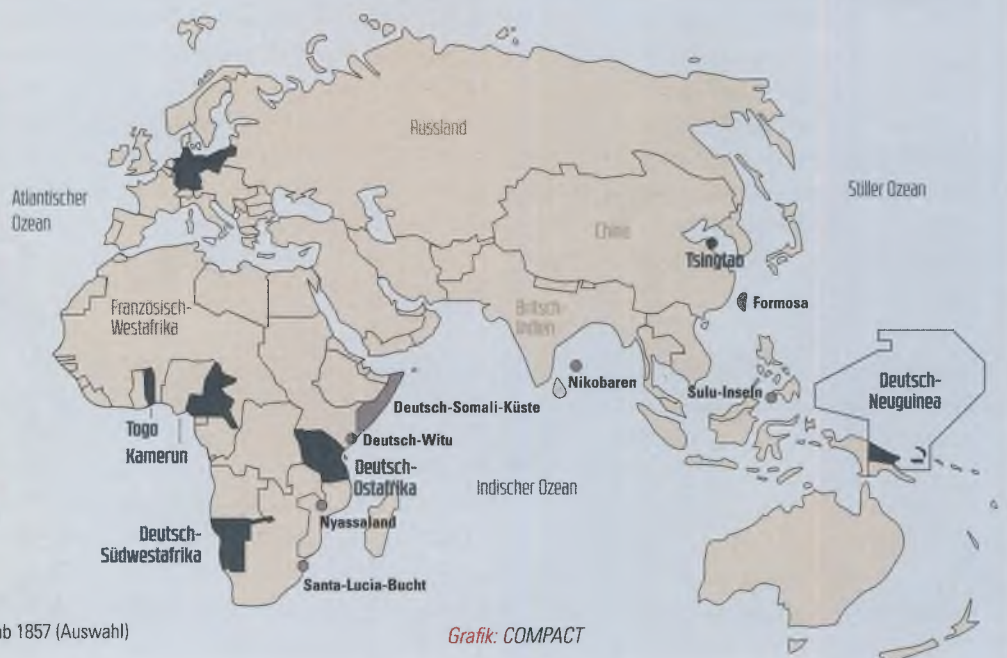 Russland
Atlantischer
Ozean
Stiller Ozean
China
Tsingtao
Formosa
Französisch-
Westafrika
Britsch-
Indien
Nikobaren
Sulu-Inseln
Deutsch-
Neuguinea
Deutsch-Somali-Küste
Togo
Kamerun
Deutsch-Witu
Deutsch-
Ostafrika
Indischer Ozean
Nyassaland
Deutsch-
Südwestafrika
Santa-Lucia-Bucht
ab 1857 (Auswahl)
Grafik: COMPACT